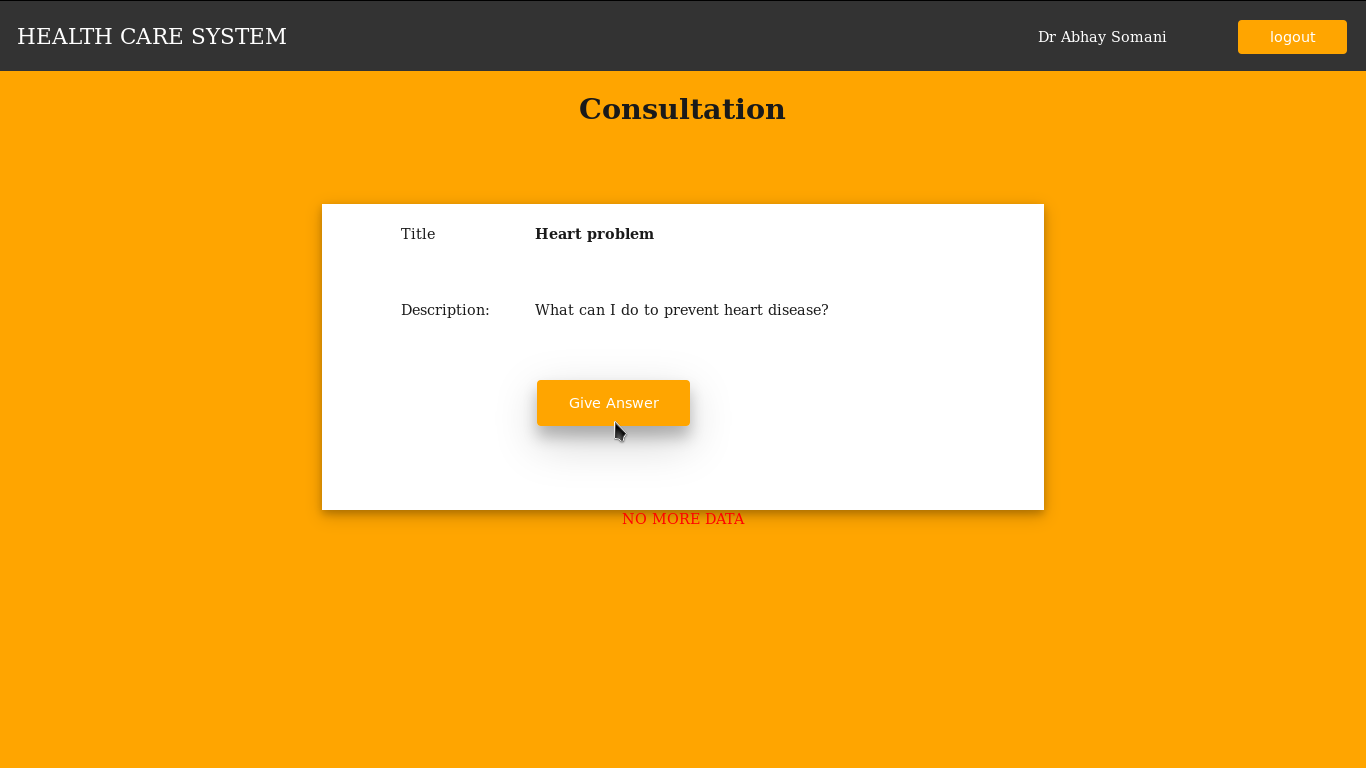 HEALTH CARE SYSTEM
Dr Abhay Somani
logout
Consultation
Title
Heart problem
Description:
What can I do to prevent heart disease?
Give Answer
NO MORE DATA